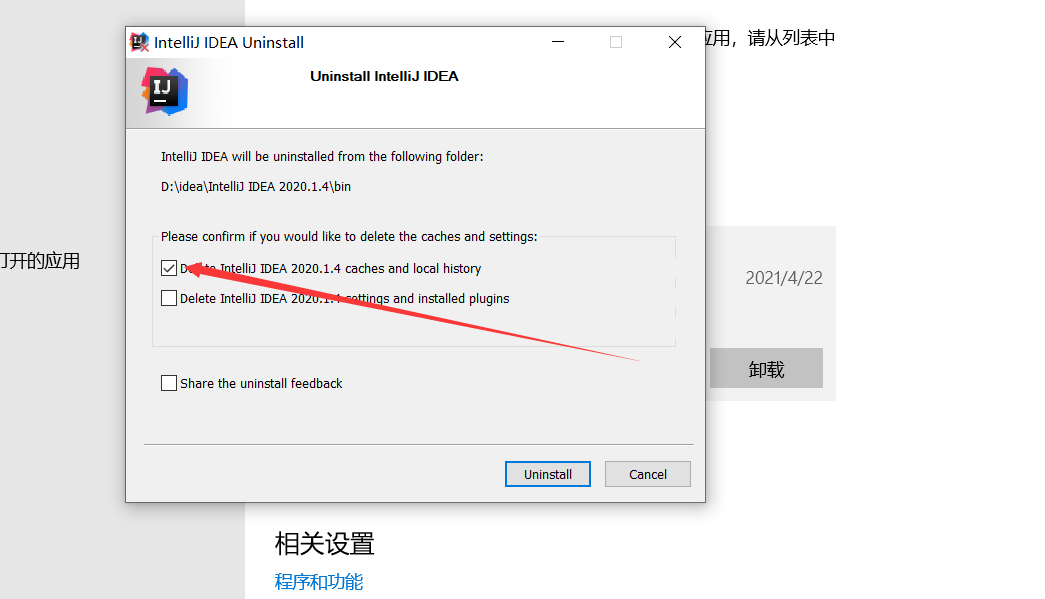 IntelliJ IDEA Uninstall
应用，请从列表中
IJ
Uninstall IntelliJ IDEA
IntelliJ IDEA will be uninstalled from the following folder:
D:\idea\IntelliJ IDEA 2020.1.4\bin
Please confirm if you would like to delete the caches and settings:
打开的应用
Delete IntelliJ IDEA 2020.1.4 caches and local history
2021/4/22
Delete IntelliJ IDEA 2020.1.4 settings and installed plugins
卸载
Share the uninstall feedback
Uninstall
Cancel
相关设置
程序和功能